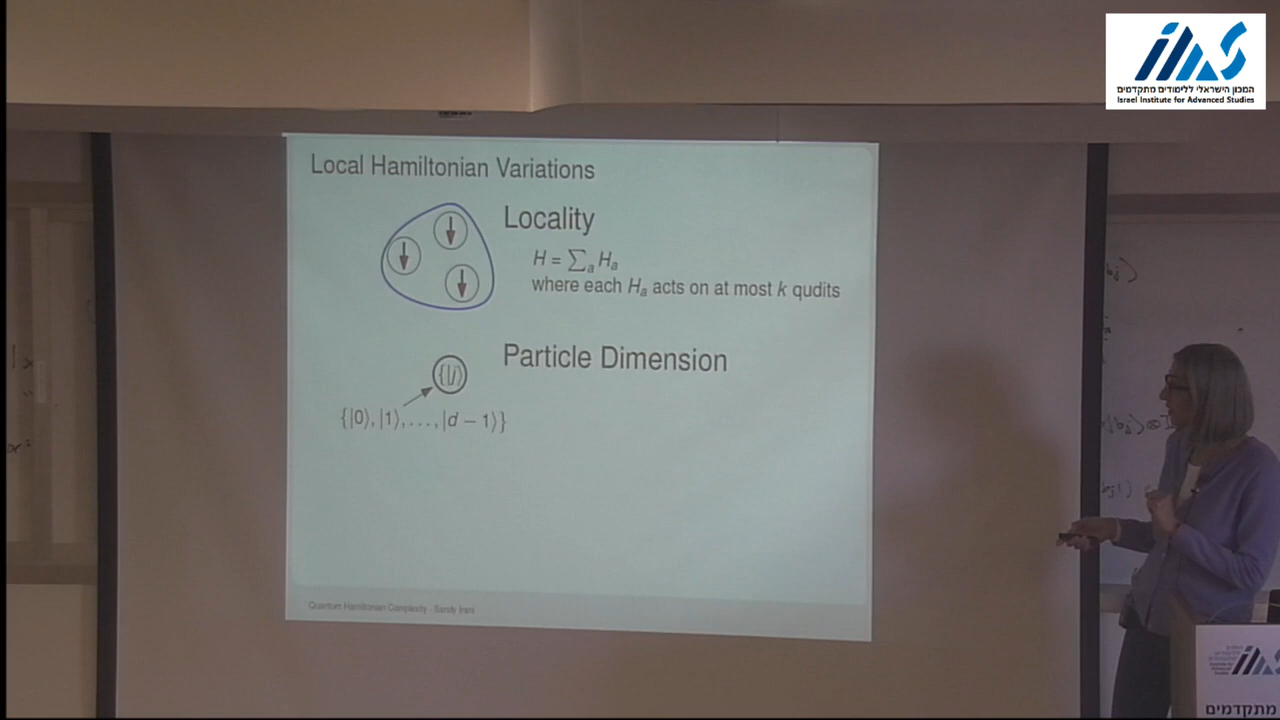 המכון הישראלי ללימודים מתקדמים
Israel Institute for Advanced Studies
Local Hamiltonian Variations
Locality
H = ∑ₐ Hₐ
where each Hₐ acts on at most k qudits
Particle Dimension
{|j⟩}
{|0⟩, |1⟩, . . . , |d − 1⟩}
Quantum Hamiltonian Complexity - Sandy Irani
מתקדמים